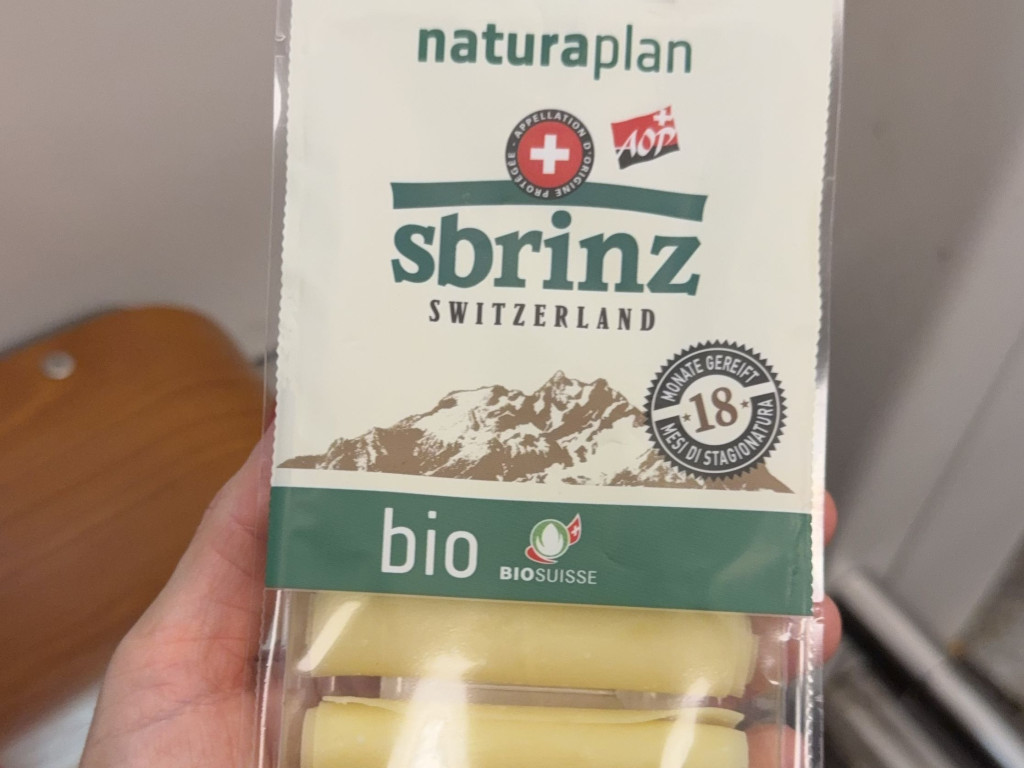 naturaplan
APPELLATION D'ORIGINE PROTÉGÉE
AOP
sbrinz
SWITZERLAND
MONATE GEREIFT
18
MESI DI STAGIONATURA
bio
BIOSUISSE